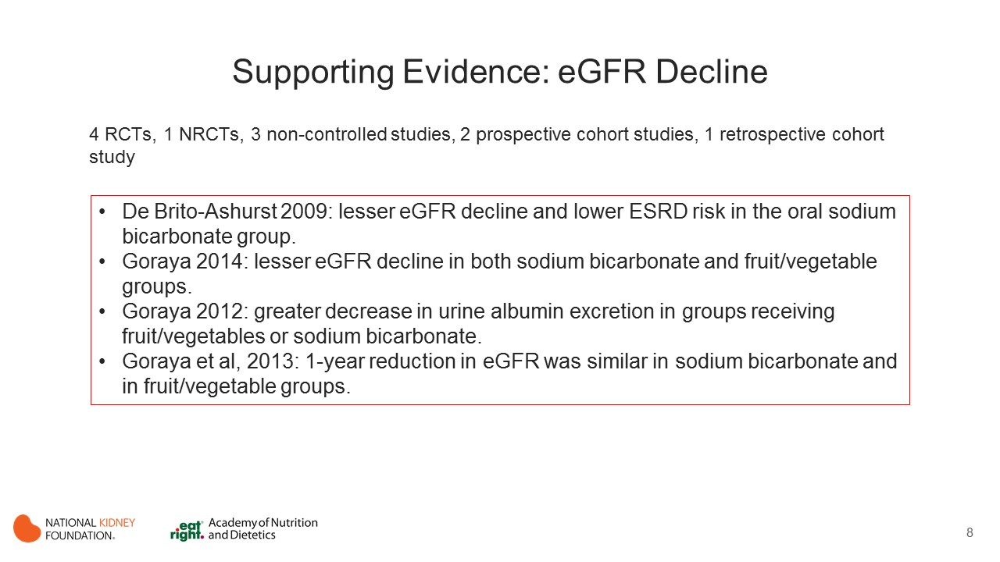 Supporting Evidence: eGFR Decline
4 RCTs, 1 NRCTs, 3 non-controlled studies, 2 prospective cohort studies, 1 retrospective cohort
study
• De Brito-Ashurst 2009: lesser eGFR decline and lower ESRD risk in the oral sodium
bicarbonate group.
• Goraya 2014: lesser eGFR decline in both sodium bicarbonate and fruit/vegetable
groups.
• Goraya 2012: greater decrease in urine albumin excretion in groups receiving
fruit/vegetables or sodium bicarbonate.
• Goraya et al, 2013: 1-year reduction in eGFR was similar in sodium bicarbonate and
in fruit/vegetable groups.
NATIONAL KIDNEY
FOUNDATION®
eat
right.
Academy of Nutrition
and Dietetics
8